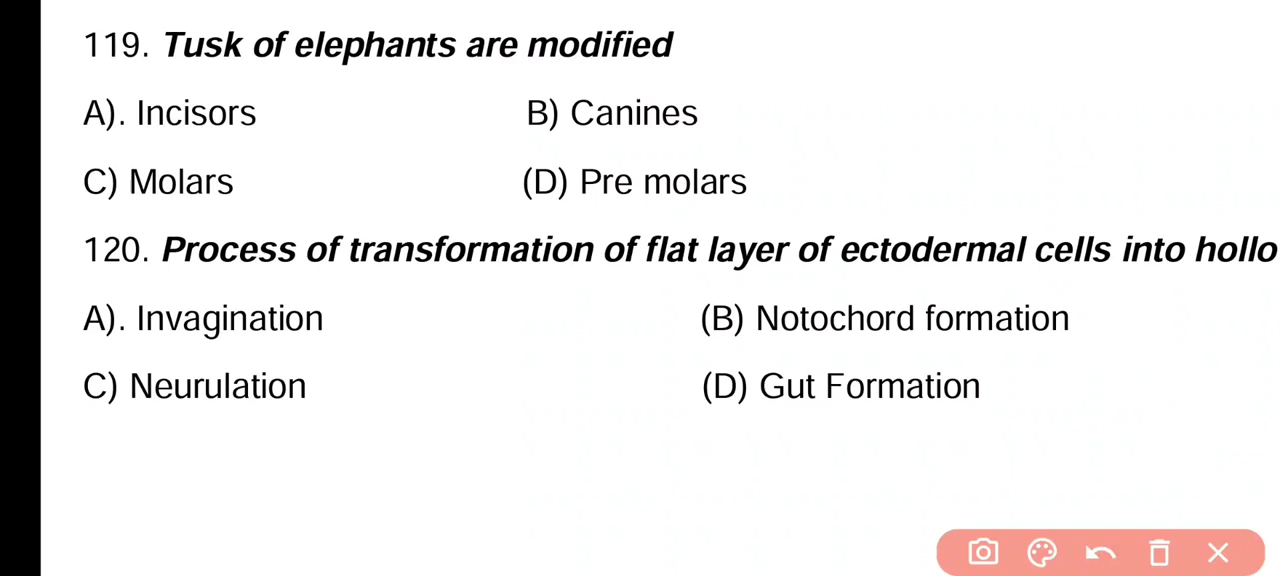 119. Tusk of elephants are modified
A). Incisors B) Canines
C) Molars (D) Pre molars
120. Process of transformation of flat layer of ectodermal cells into hollo
A). Invagination (B) Notochord formation
C) Neurulation (D) Gut Formation